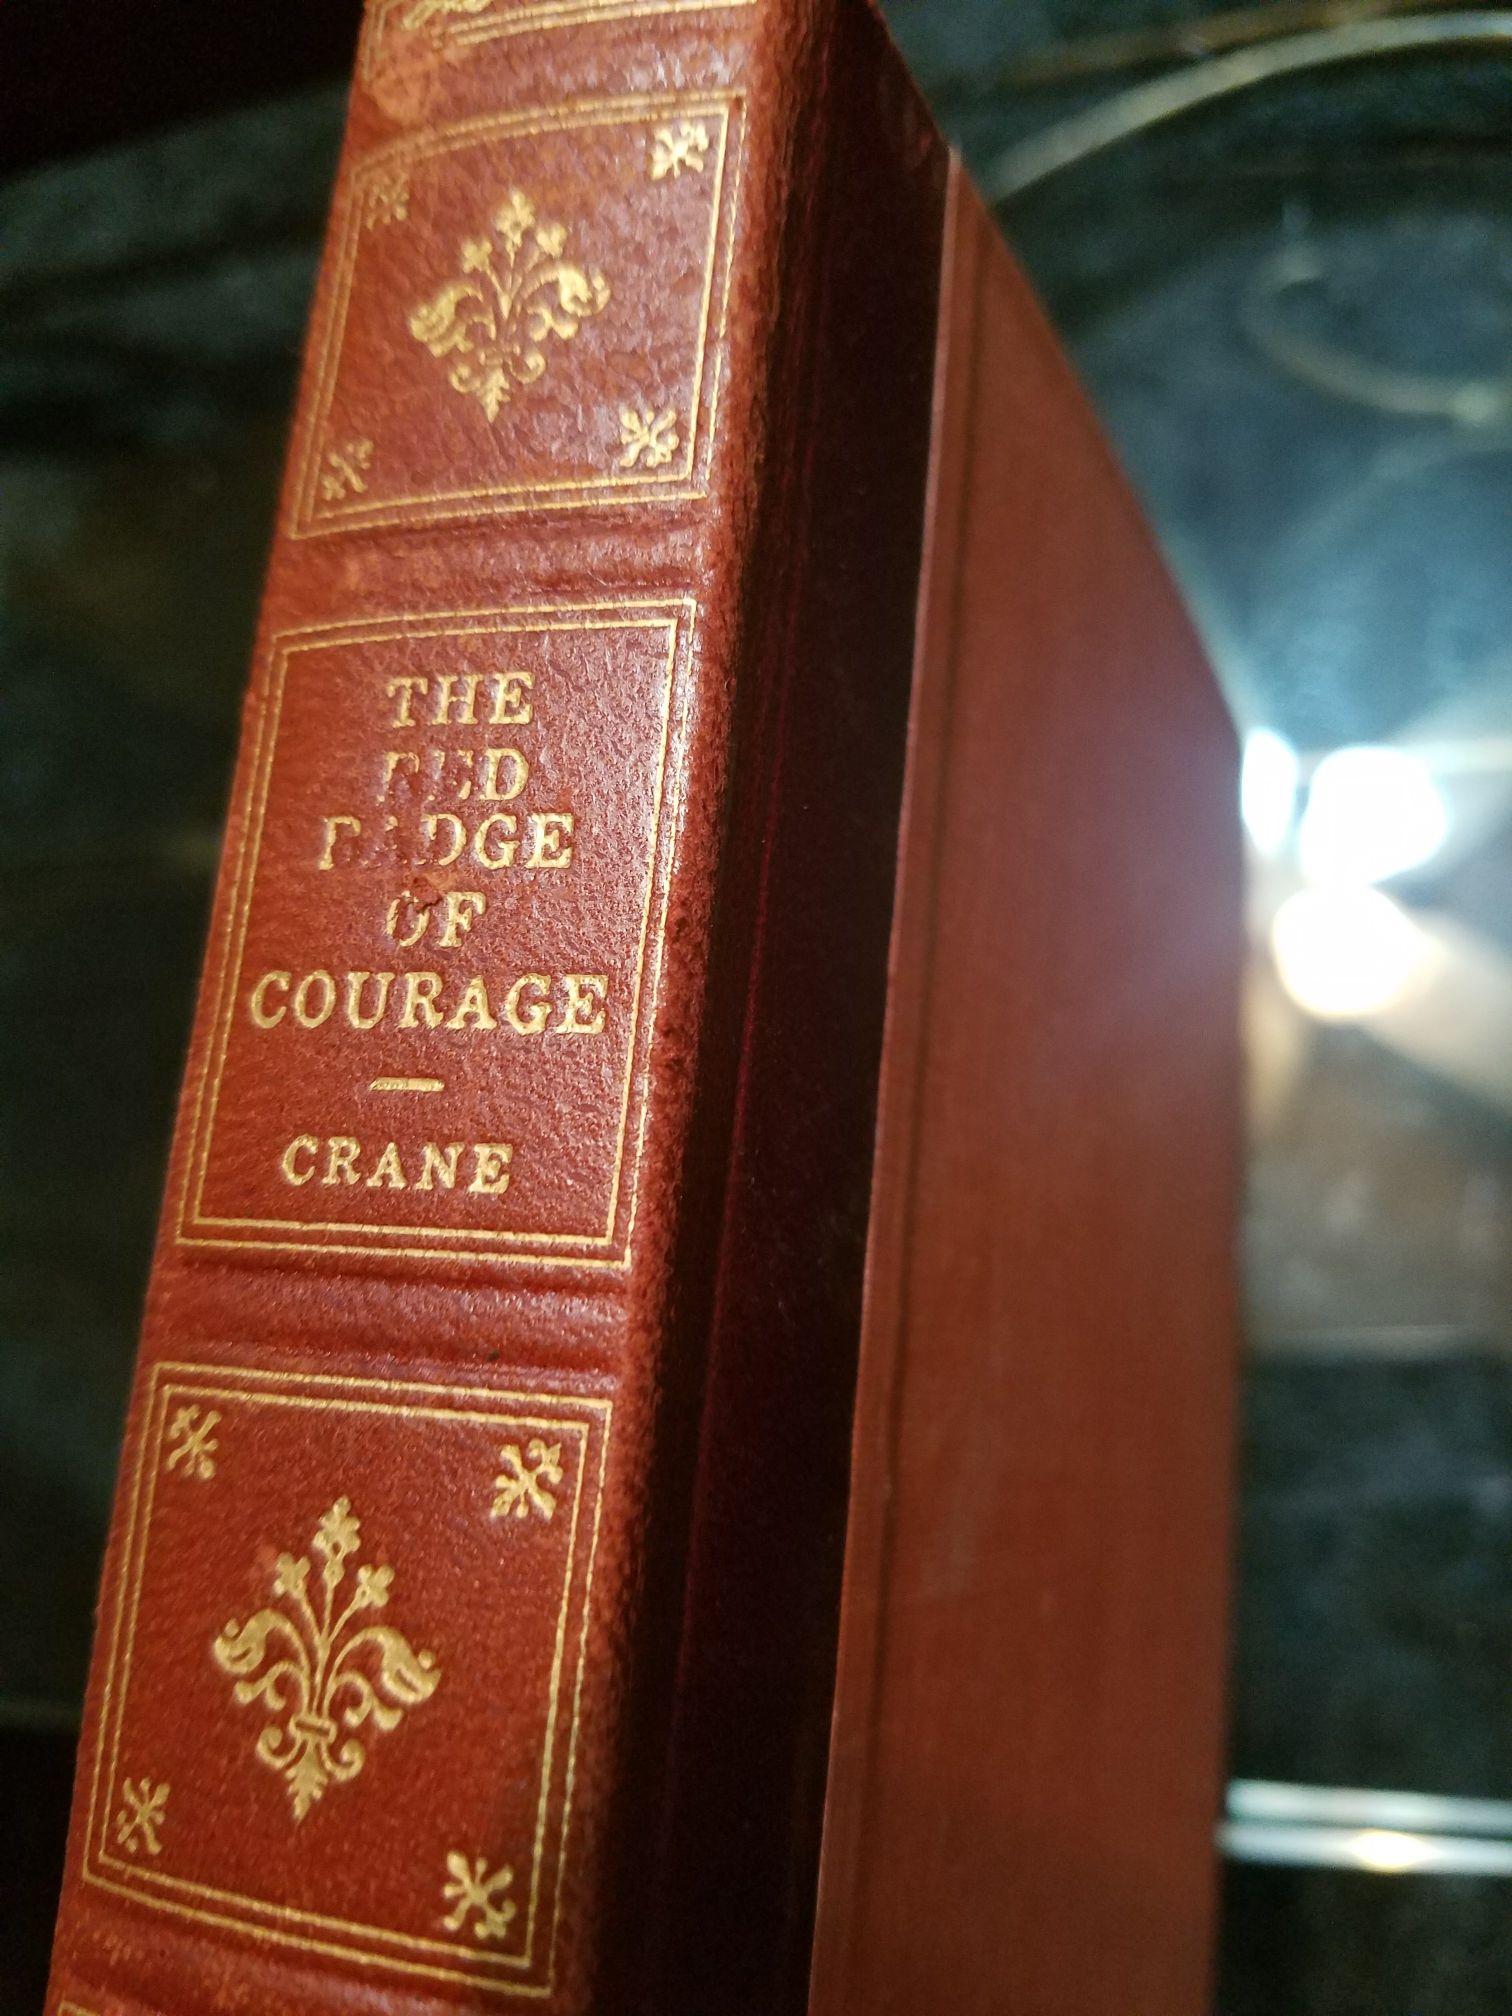 THE
RED
BADGE
OF
COURAGE
—
CRANE